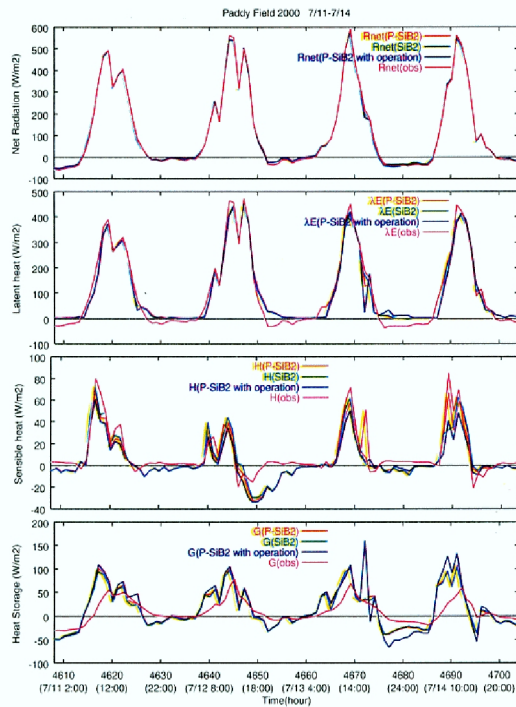 Paddy Field 2000   7/11-7/14
600
500
400
300
200
100
0
-100
Net Radiation (W/m2)
Rnet(P-SiB2)
Rnet(SiB2)
Rnet(P-SiB2 with operation)
Rnet(obs)
500
400
300
200
100
0
-100
Latent heat (W/m2)
λE(P-SiB2)
λE(SiB2)
λE(P-SiB2 with operation)
λE(obs)
100
80
60
40
20
0
-20
-40
Sensible heat (W/m2)
H(P-SiB2)
H(SiB2)
H(P-SiB2 with operation)
H(obs)
200
150
100
50
0
-50
-100
Heat Storage (W/m2)
G(P-SiB2)
G(SiB2)
G(P-SiB2 with operation)
G(obs)
4610 4620 4630 4640 4650 4660 4670 4680 4690 4700
(7/11 2:00) (12:00) (22:00) (7/12 8:00) (18:00) (7/13 4:00) (14:00) (24:00) (7/14 10:00) (20:00)
Time(hour)